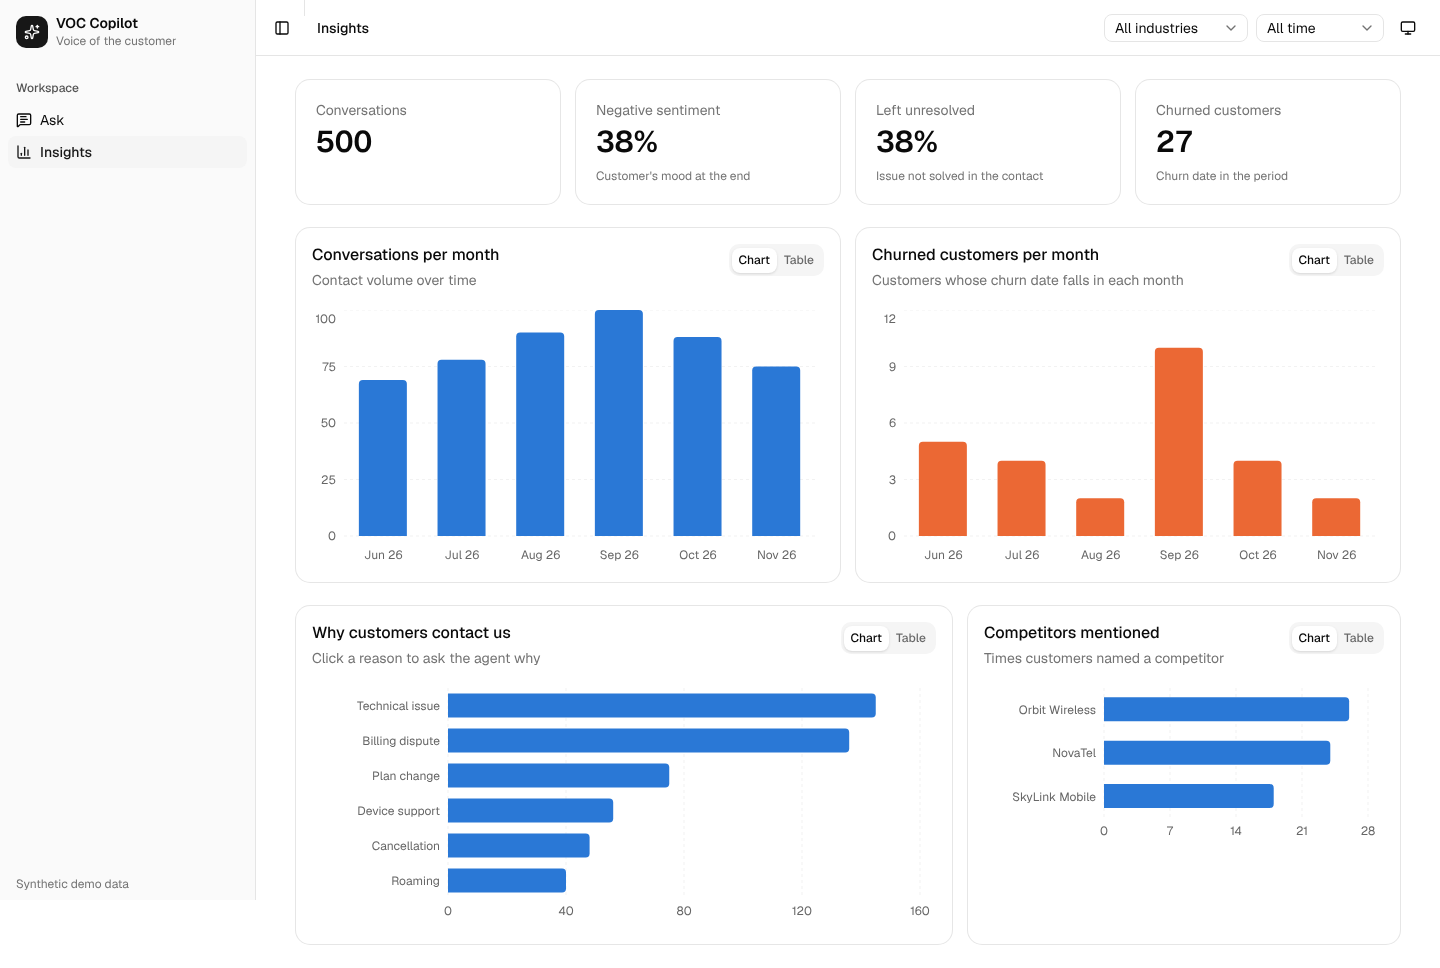 VOC Copilot
Voice of the customer
Workspace
Ask
Insights
Synthetic demo data
Insights
All industries
All time
Conversations
500
Negative sentiment
38%
Customer's mood at the end
Left unresolved
38%
Issue not solved in the contact
Churned customers
27
Churn date in the period
Conversations per month
Contact volume over time
Chart Table
100
75
50
25
0
Jun 26 Jul 26 Aug 26 Sep 26 Oct 26 Nov 26
Churned customers per month
Customers whose churn date falls in each month
Chart Table
12
9
6
3
0
Jun 26 Jul 26 Aug 26 Sep 26 Oct 26 Nov 26
Why customers contact us
Click a reason to ask the agent why
Chart Table
Technical issue
Billing dispute
Plan change
Device support
Cancellation
Roaming
0 40 80 120 160
Competitors mentioned
Times customers named a competitor
Chart Table
Orbit Wireless
NovaTel
SkyLink Mobile
0 7 14 21 28